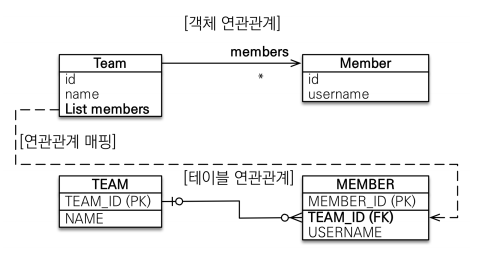 [객체 연관관계]
members
Team
Member
*
id
name
List members
id
username
[연관관계 매핑]
[테이블 연관관계]
TEAM
TEAM_ID (PK)
NAME
MEMBER
MEMBER_ID (PK)
TEAM_ID (FK)
USERNAME